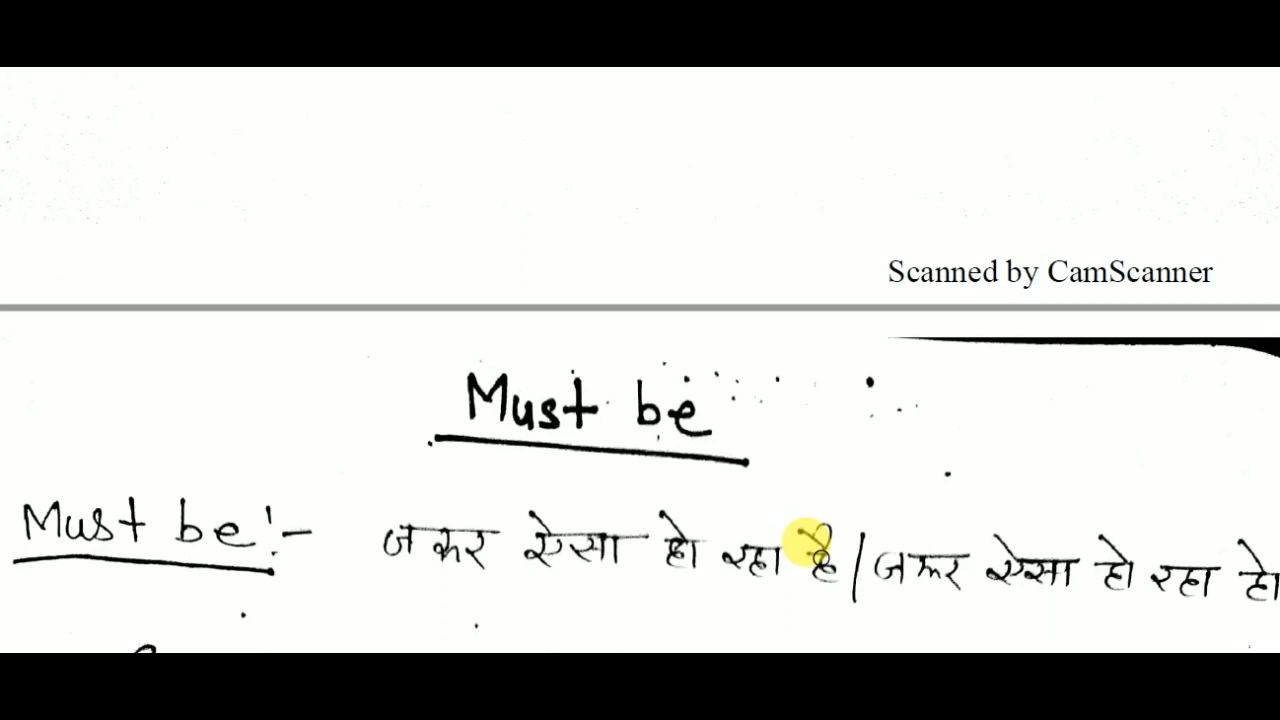 Scanned by CamScanner
Must be
Must be:- जरूर ऐसा हो रहा है / जरूर ऐसा हो रहा